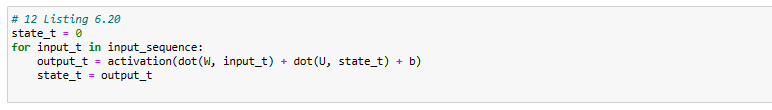 # 12 Listing 6.20
state_t = 0
for input_t in input_sequence:
    output_t = activation(dot(W, input_t) + dot(U, state_t) + b)
    state_t = output_t